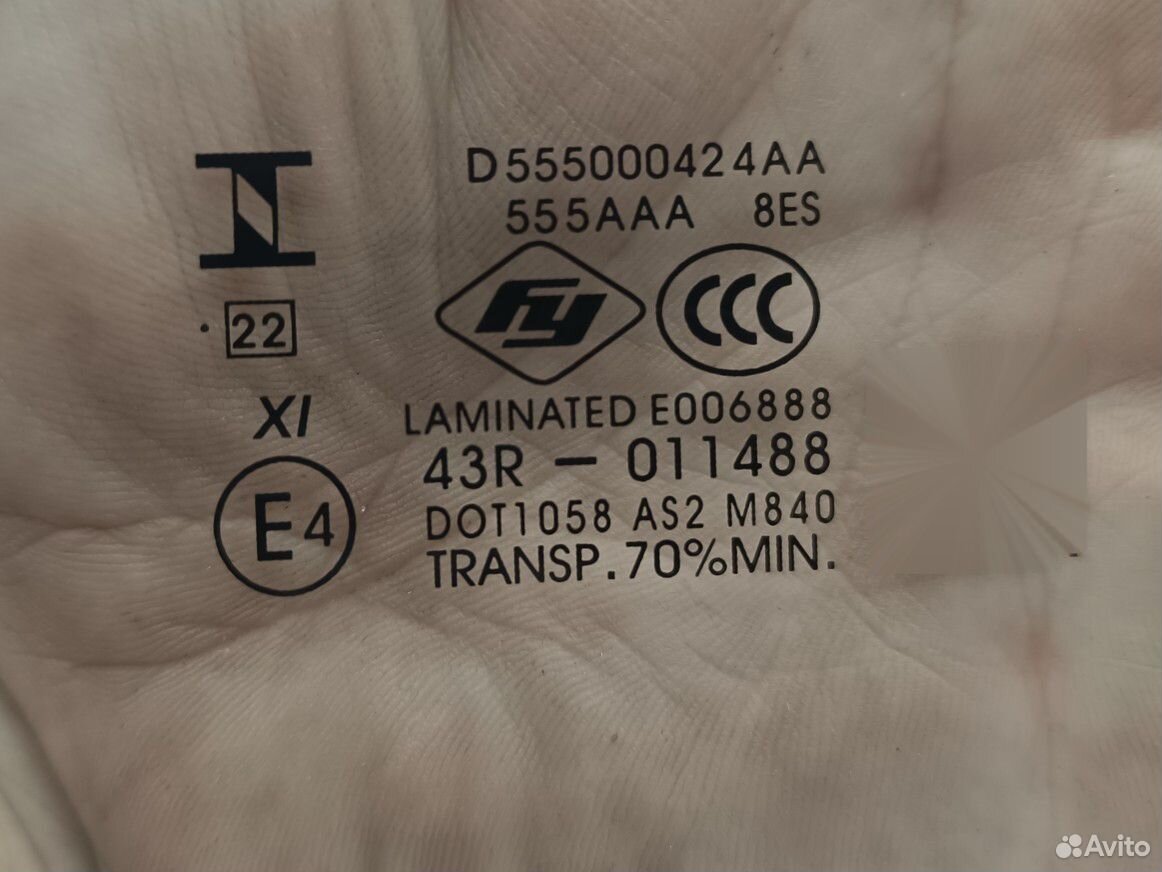 D555000424AA
555AAA 8ES
FY CCC
22
XI
LAMINATED E006888
43R - 011488
E4
DOT1058 AS2 M840
TRANSP.70%MIN.
Avito